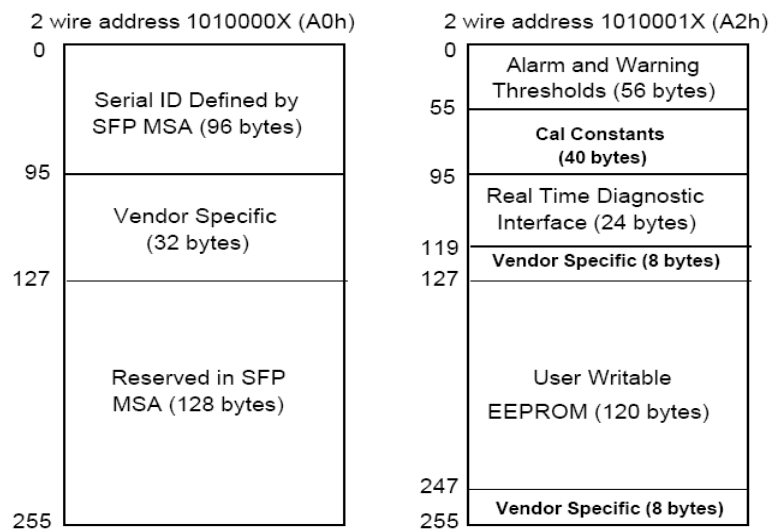 2 wire address 1010000X (A0h)
0
Serial ID Defined by
SFP MSA (96 bytes)
95
Vendor Specific
(32 bytes)
127
Reserved in SFP
MSA (128 bytes)
255
2 wire address 1010001X (A2h)
0
Alarm and Warning
Thresholds (56 bytes)
55
Cal Constants
(40 bytes)
95
Real Time Diagnostic
Interface (24 bytes)
119
Vendor Specific (8 bytes)
127
User Writable
EEPROM (120 bytes)
247
Vendor Specific (8 bytes)
255